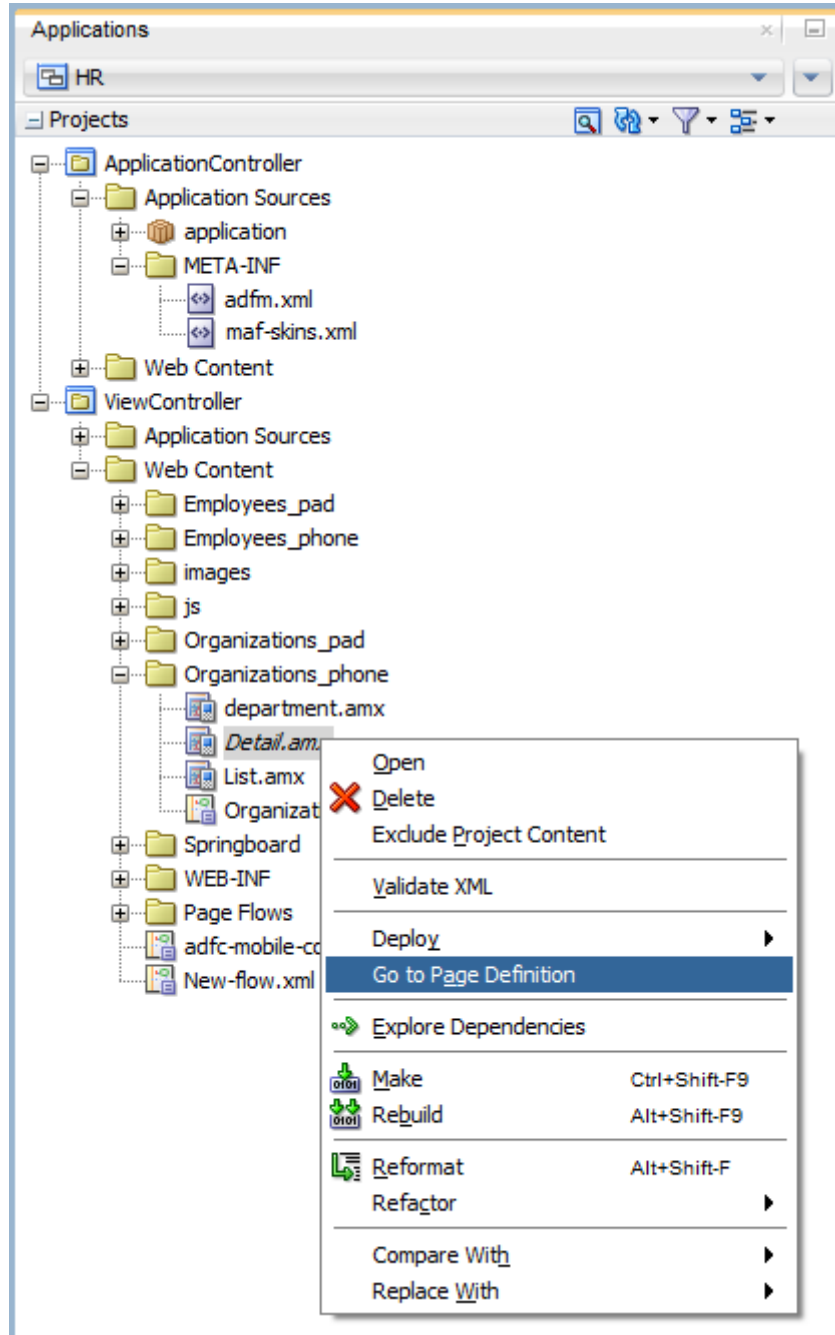 Applications
HR
Projects
ApplicationController
Application Sources
application
META-INF
adfm.xml
maf-skins.xml
Web Content
ViewController
Application Sources
Web Content
Employees_pad
Employees_phone
images
js
Organizations_pad
Organizations_phone
department.amx
Detail.am
List.amx
Organizat
Springboard
WEB-INF
Page Flows
adfc-mobile-co
New-flow.xml
Open
Delete
Exclude Project Content
Validate XML
Deploy
Go to Page Definition
Explore Dependencies
Make Ctrl+Shift-F9
Rebuild Alt+Shift-F9
Reformat Alt+Shift-F
Refactor
Compare With
Replace With